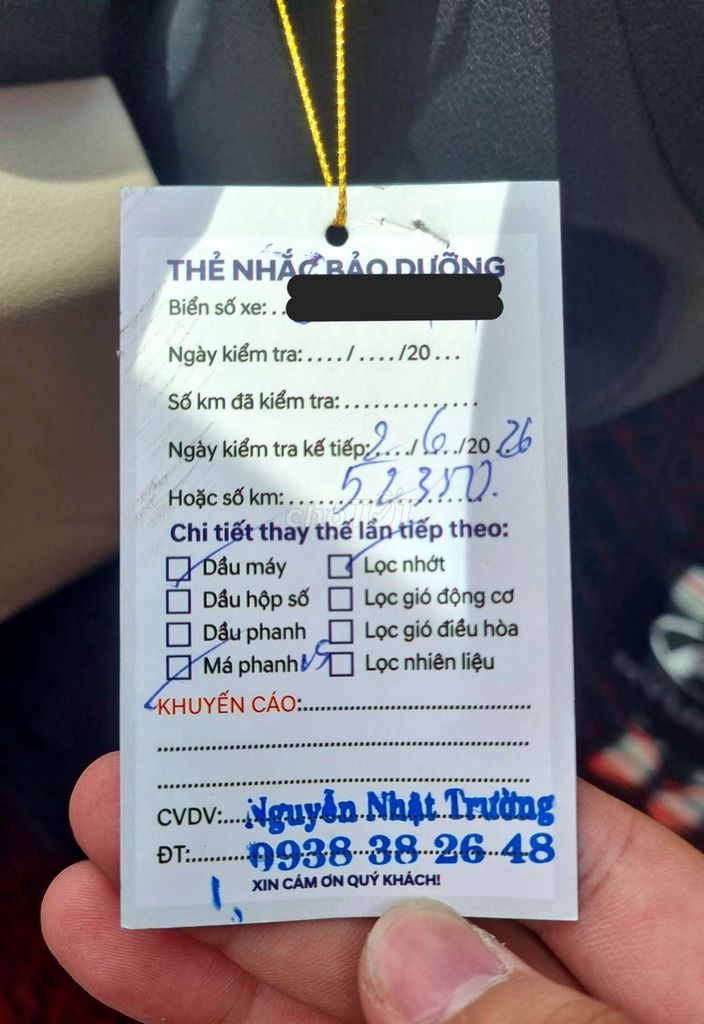 THẺ NHẮC BẢO DƯỠNG
Biển số xe: . .
Ngày kiểm tra: . . . . / . . . . /20 . . .
Số km đã kiểm tra: . . . . . . . . . . . . . .
Ngày kiểm tra kế tiếp: 2 / 6 /20 26
Hoặc số km: 52350.
Chi tiết thay thế lần tiếp theo:
Dầu máy Lọc nhớt
Dầu hộp số Lọc gió động cơ
Dầu phanh Lọc gió điều hòa
Má phanh VS Lọc nhiên liệu
KHUYẾN CÁO:
CVDV: Nguyễn Nhật Trường
ĐT: 0938 38 26 48
XIN CÁM ƠN QUÝ KHÁCH!